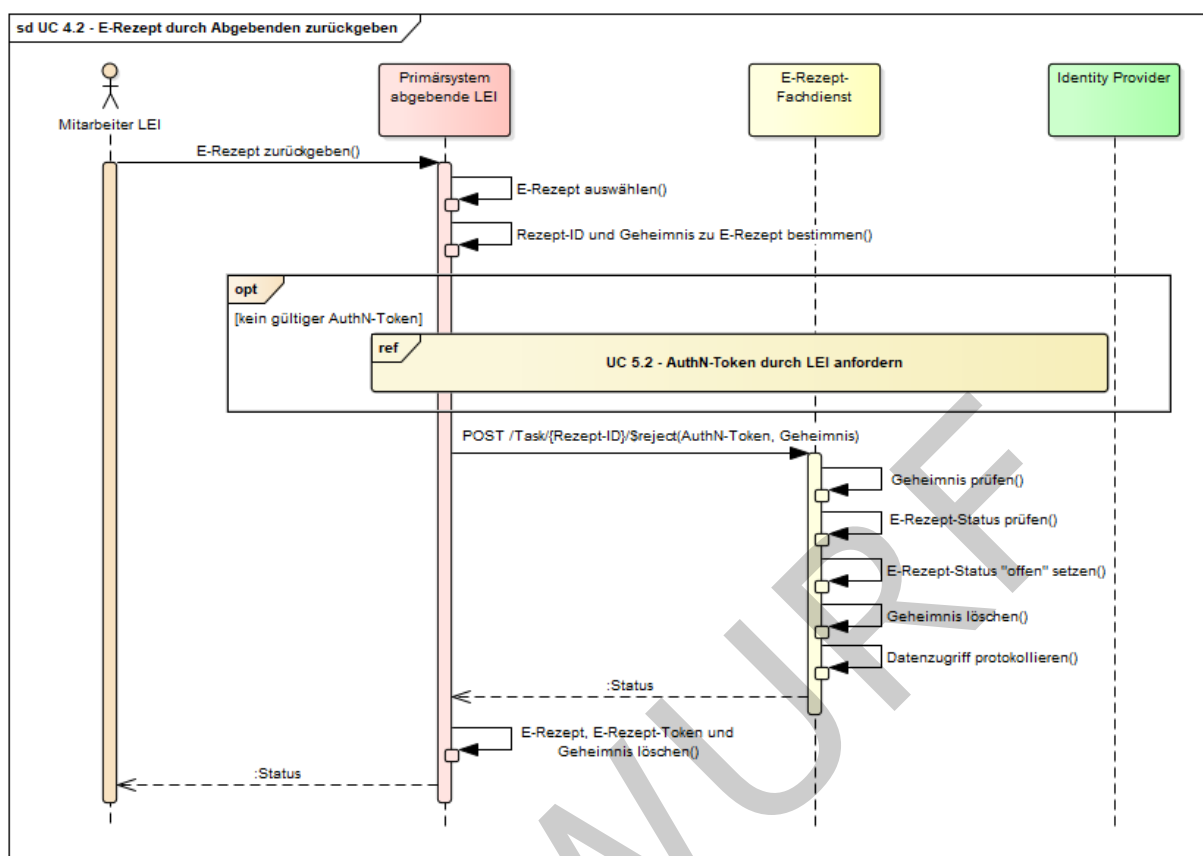 sd UC 4.2 - E-Rezept durch Abgebenden zurückgeben
Mitarbeiter LEI
Primärsystem
abgebende LEI
E-Rezept-
Fachdienst
Identity Provider
E-Rezept zurückgeben()
E-Rezept auswählen()
Rezept-ID und Geheimnis zu E-Rezept bestimmen()
opt
[kein gültiger AuthN-Token]
ref
UC 5.2 - AuthN-Token durch LEI anfordern
POST /Task/{Rezept-ID}/$reject(AuthN-Token, Geheimnis)
Geheimnis prüfen()
E-Rezept-Status prüfen()
E-Rezept-Status "offen" setzen()
Geheimnis löschen()
Datenzugriff protokollieren()
:Status
E-Rezept, E-Rezept-Token und
Geheimnis löschen()
:Status
WURF